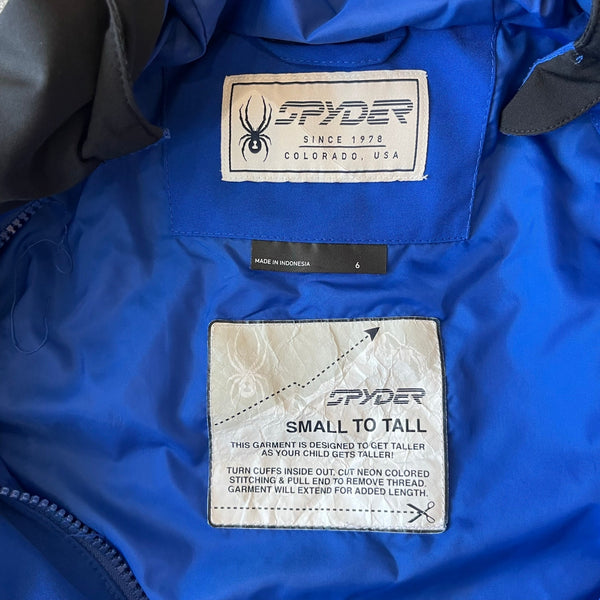 SPYDER
SINCE 1978
COLORADO, USA
MADE IN INDONESIA 6
SPYDER
SMALL TO TALL
THIS GARMENT IS DESIGNED TO GET TALLER
AS YOUR CHILD GETS TALLER!
TURN CUFFS INSIDE OUT, CUT NEON COLORED
STITCHING & PULL END TO REMOVE THREAD.
GARMENT WILL EXTEND FOR ADDED LENGTH.